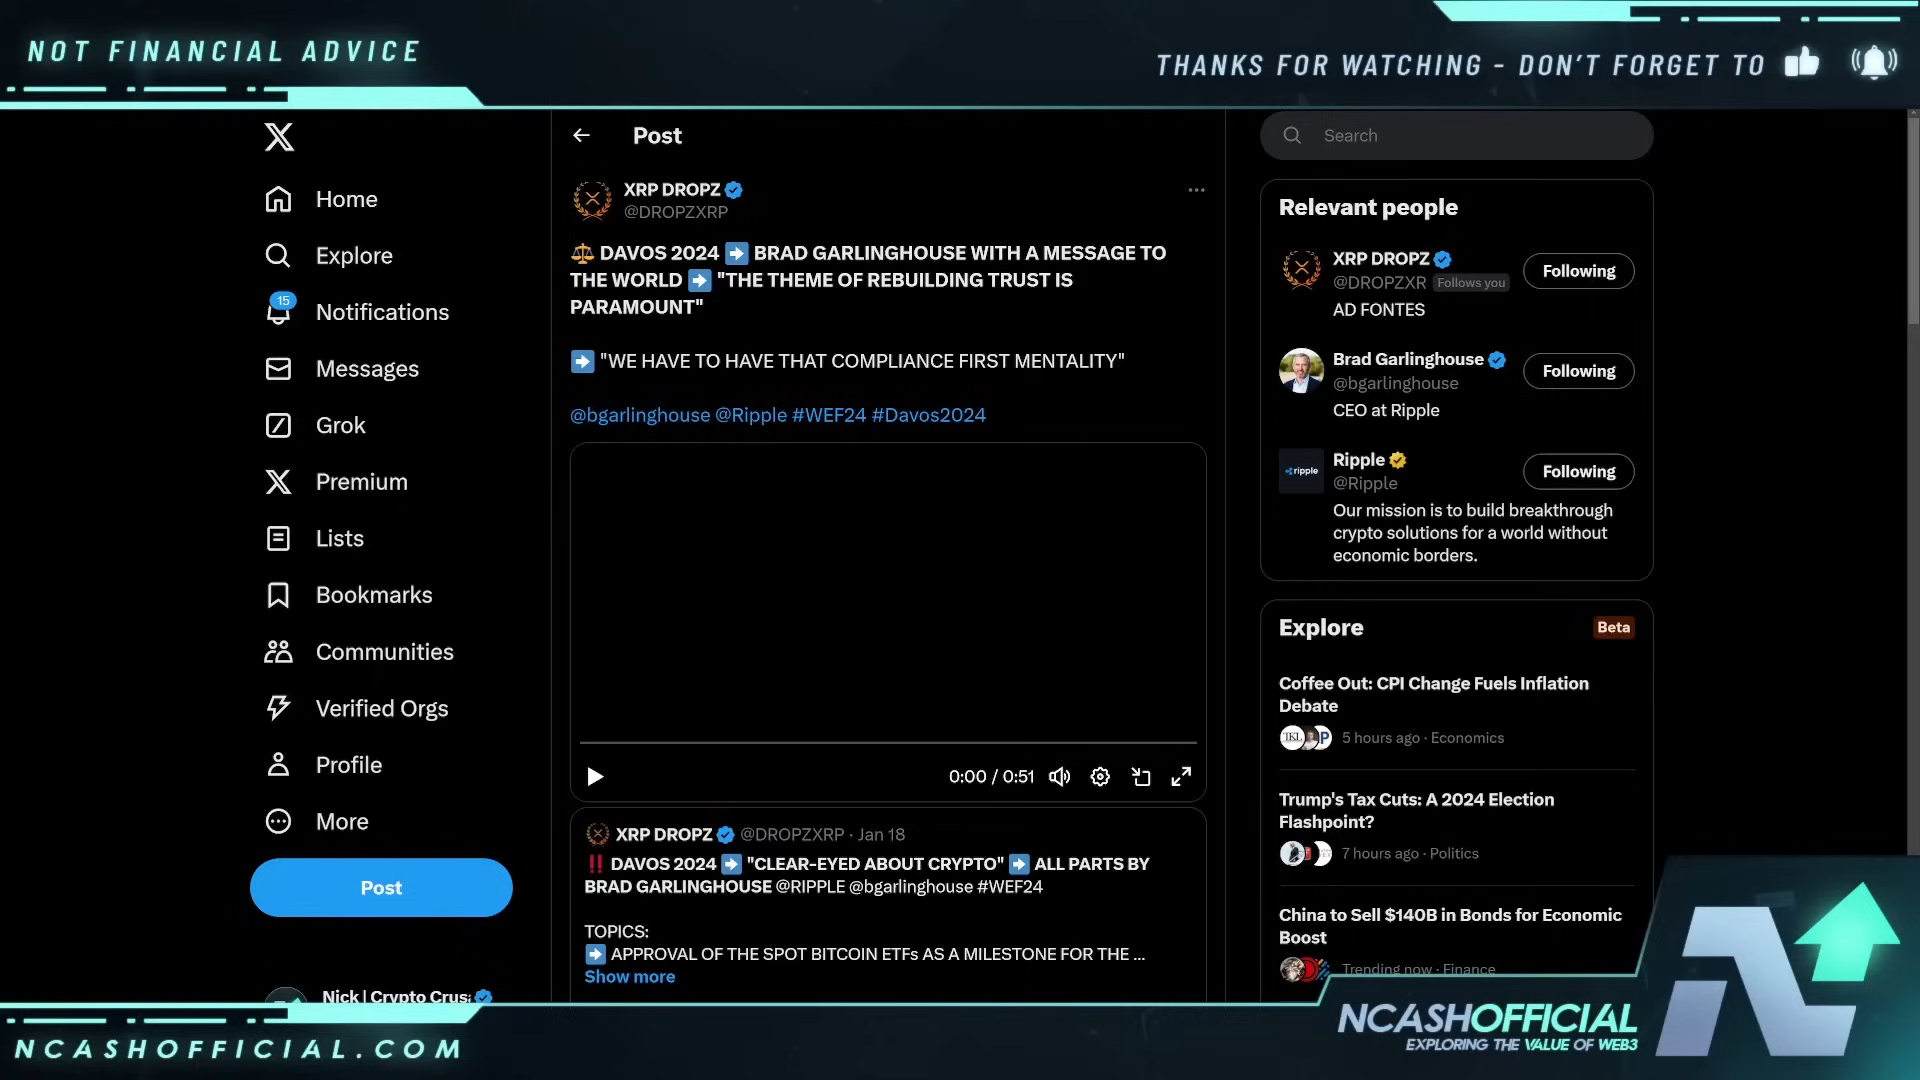 NOT FINANCIAL ADVICE
THANKS FOR WATCHING - DON'T FORGET TO
Home
Explore
15
Notifications
Messages
Grok
Premium
Lists
Bookmarks
Communities
Verified Orgs
Profile
More
Post
Nick | Crypto Crus
Post
XRP DROPZ
@DROPZXRP
DAVOS 2024 BRAD GARLINGHOUSE WITH A MESSAGE TO
THE WORLD "THE THEME OF REBUILDING TRUST IS
PARAMOUNT"
"WE HAVE TO HAVE THAT COMPLIANCE FIRST MENTALITY"
@bgarlinghouse @Ripple #WEF24 #Davos2024
0:00 / 0:51
XRP DROPZ @DROPZXRP · Jan 18
‼ DAVOS 2024 "CLEAR-EYED ABOUT CRYPTO" ALL PARTS BY
BRAD GARLINGHOUSE @RIPPLE @bgarlinghouse #WEF24
TOPICS:
APPROVAL OF THE SPOT BITCOIN ETFs AS A MILESTONE FOR THE ...
Show more
Search
Relevant people
XRP DROPZ
@DROPZXR Follows you
Following
AD FONTES
Brad Garlinghouse
@bgarlinghouse
Following
CEO at Ripple
ripple
Ripple
@Ripple
Following
Our mission is to build breakthrough
crypto solutions for a world without
economic borders.
Explore
Beta
Coffee Out: CPI Change Fuels Inflation
Debate
TKL
P
5 hours ago · Economics
Trump's Tax Cuts: A 2024 Election
Flashpoint?
7 hours ago · Politics
China to Sell $140B in Bonds for Economic
Boost
Trending now · Finance
NCASHOFFICIAL.COM
NCASHOFFICIAL
EXPLORING THE VALUE OF WEB3